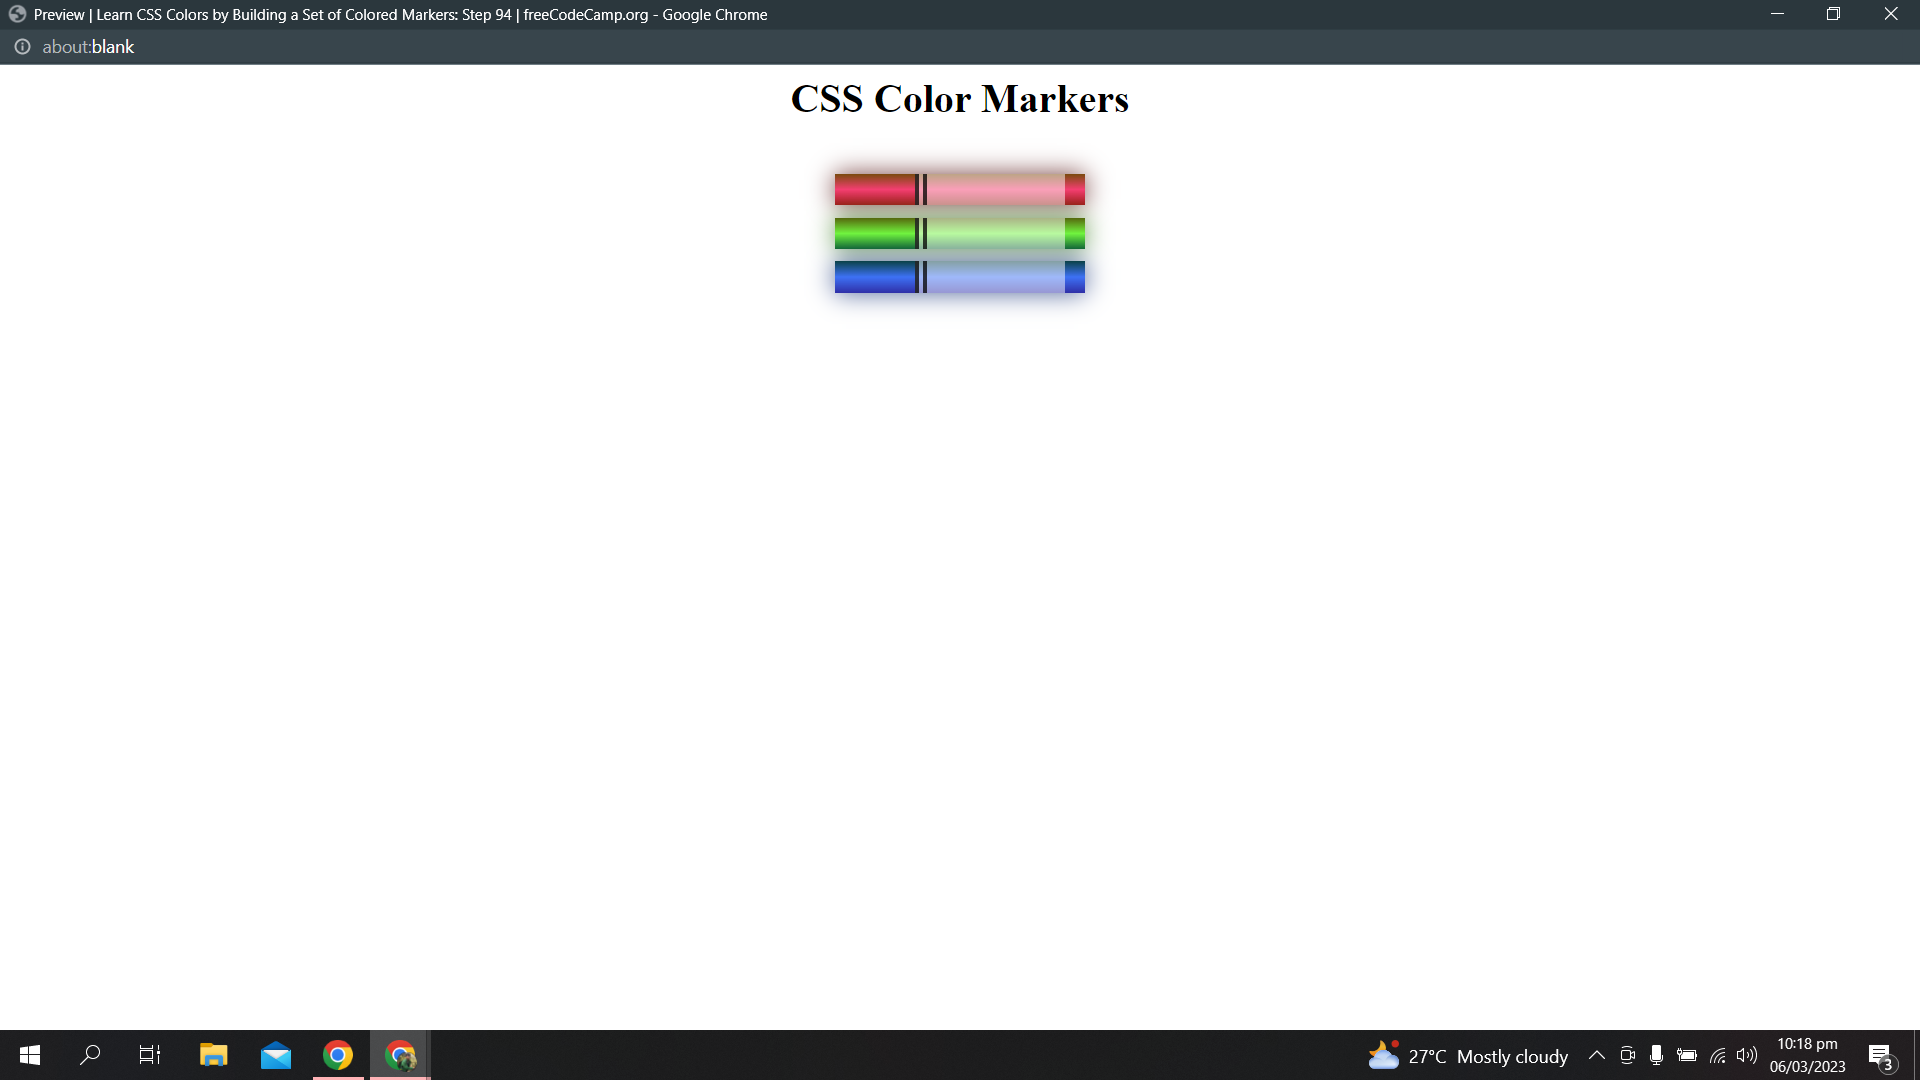 Preview | Learn CSS Colors by Building a Set of Colored Markers: Step 94 | freeCodeCamp.org - Google Chrome
about:blank
CSS Color Markers
27°C Mostly cloudy
10:18 pm
06/03/2023
3